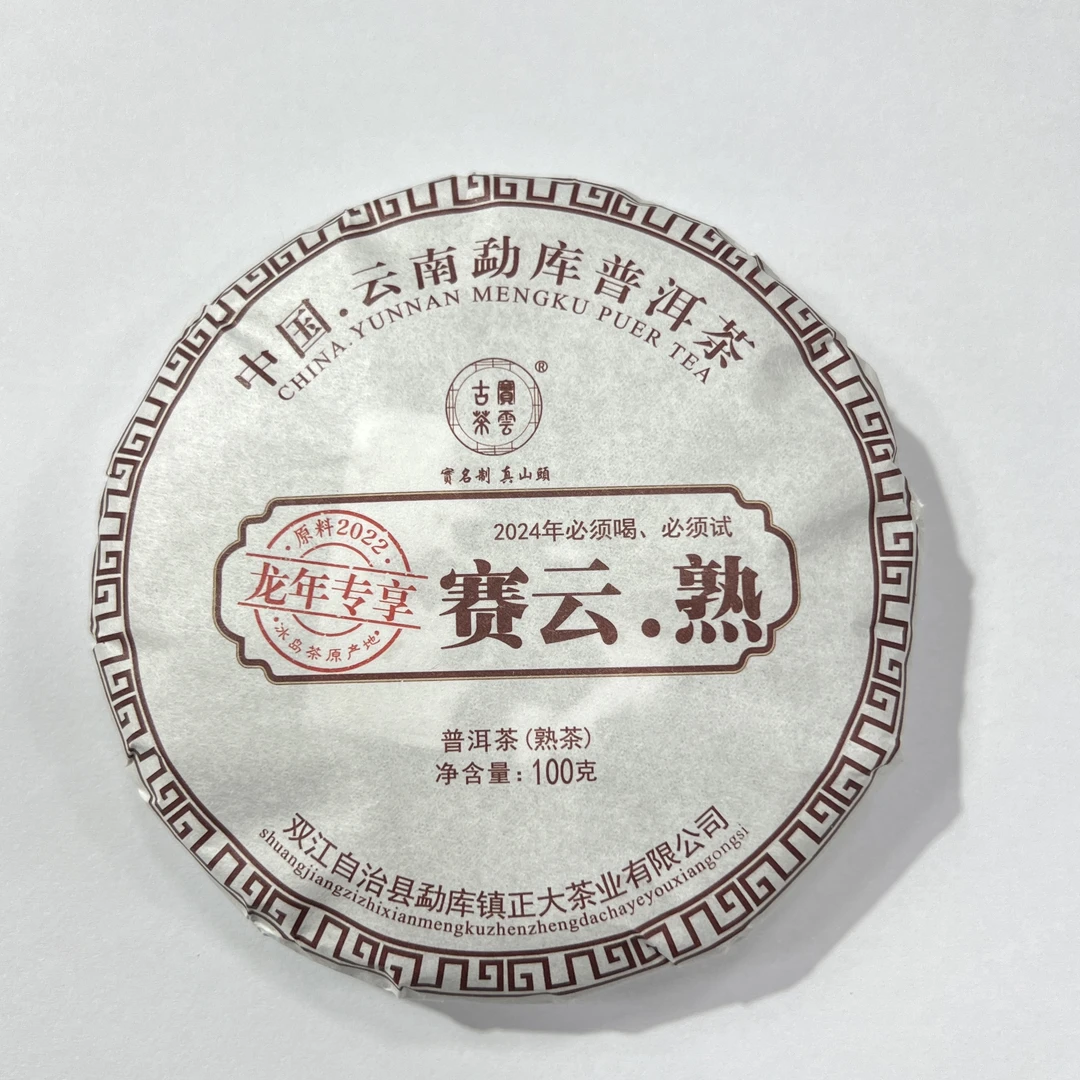 中国·云南勐库普洱茶
CHINA.YUNNAN MENGKU PUER TEA
®
古寶
茶雲
實名制 真山頭
2024年必须喝、必须试
·原料2022·
龙年专享
·冰岛茶原产地·
赛云·熟
普洱茶(熟茶)
净含量:100克
双江自治县勐库镇正大茶业有限公司
shuangjiangzizhixianmengkuzhenzhengdachayeyouxiangongsi